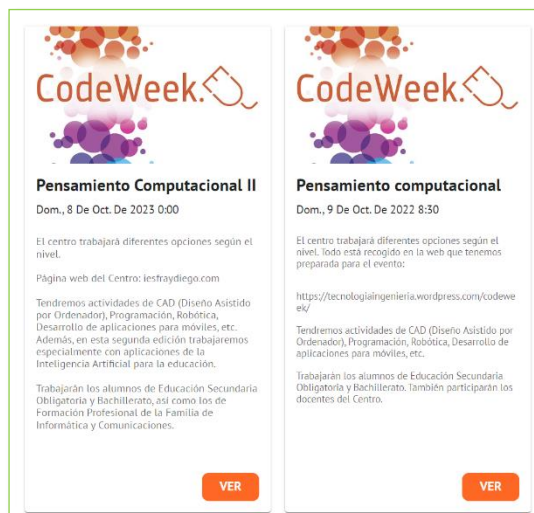 CodeWeek.
Pensamiento Computacional II
Dom., 8 De Oct. De 2023 0:00
El centro trabajará diferentes opciones según el
nivel.
Página web del Centro: iesfraydiego.com
Tendremos actividades de CAD (Diseño Asistido
por Ordenador), Programación, Robótica,
Desarrollo de aplicaciones para móviles, etc.
Además, en esta segunda edición trabajaremos
especialmente con aplicaciones de la
Inteligencia Artificial para la educación.
Trabajarán los alumnos de Educación Secundaria
Obligatoria y Bachillerato, así como los de
Formación Profesional de la Familia de
Informática y Comunicaciones.
VER
CodeWeek.
Pensamiento computacional
Dom., 9 De Oct. De 2022 8:30
El centro trabajará diferentes opciones según el
nivel. Todo está recogido en la web que tenemos
preparada para el evento:
https://tecnologiaingenieria.wordpress.com/codewe
ek/
Tendremos actividades de CAD (Diseño Asistido por
Ordenador), Programación, Robótica, Desarrollo de
aplicaciones para móviles, etc.
Trabajarán los alumnos de Educación Secundaria
Obligatoria y Bachillerato. También participarán los
docentes del Centro.
VER